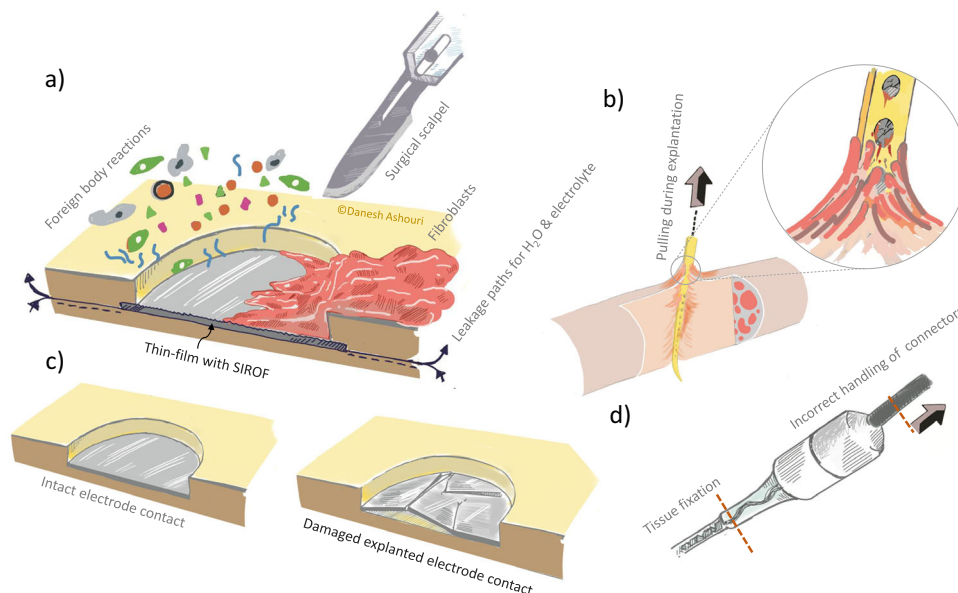 a)
Foreign body reactions
Surgical scalpel
©Danesh Ashouri
Fibroblasts
Leakage paths for H₂O & electrolyte
Thin-film with SIROF
b)
Pulling during explantation
c)
Intact electrode contact
Damaged explanted electrode contact
d)
Incorrect handling of connector
Tissue fixation